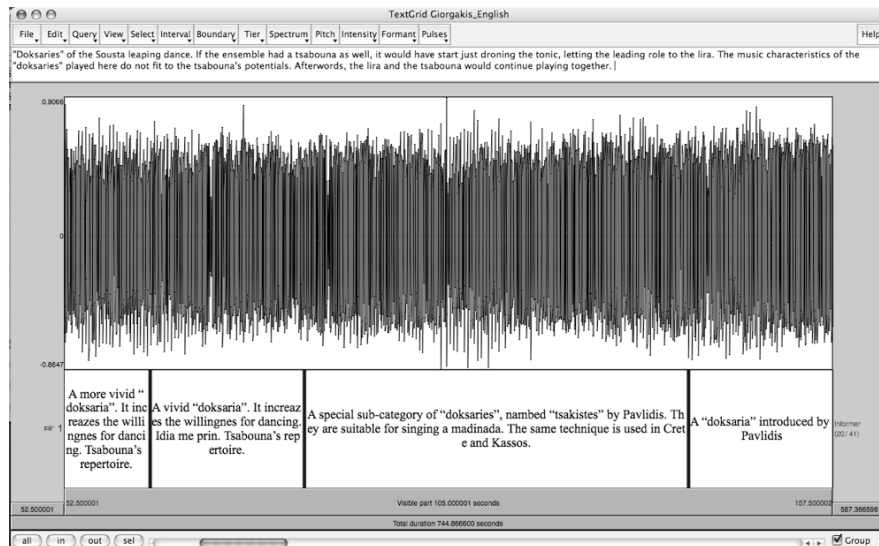 TextGrid Giorgakis_English
File Edit Query View Select Interval Boundary Tier Spectrum Pitch Intensity Formant Pulses Help
"Doksaries" of the Sousta leaping dance. If the ensemble had a tsabouna as well, it would have start just droning the tonic, letting the leading role to the lira. The music characteristics of the
"doksaries" played here do not fit to the tsabouna's potentials. Afterwords, the lira and the tsabouna would continue playing together.
0.9066
0
-0.8647
A more vivid “
doksaria”. It inc
reazes the willi
ngnes for danci
ng. Tsabouna’s
repertoire.
A vivid “doksaria”. It increaz
es the willingnes for dancing.
Idia me prin. Tsabouna’s rep
ertoire.
A special sub-category of “doksaries”, nambed “tsakistes” by Pavlidis. Th
ey are suitable for singing a madinada. The same technique is used in Cret
e and Kassos.
A “doksaria” introduced by
Pavlidis
1
Informer
(20/41)
52.500001
52.500001 Visible part 105.000001 seconds 157.500002
587.366598
Total duration 744.866600 seconds
all in out sel Group